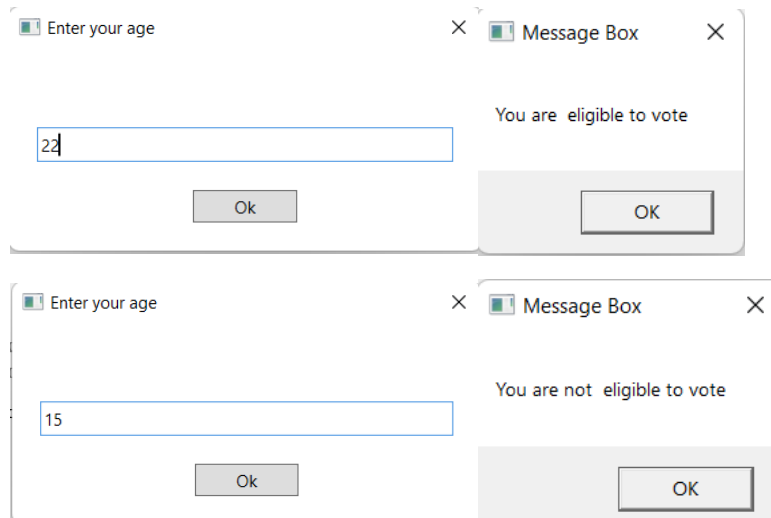 Enter your age
22
Ok
Message Box
You are  eligible to vote
OK
Enter your age
15
Ok
Message Box
You are not  eligible to vote
OK